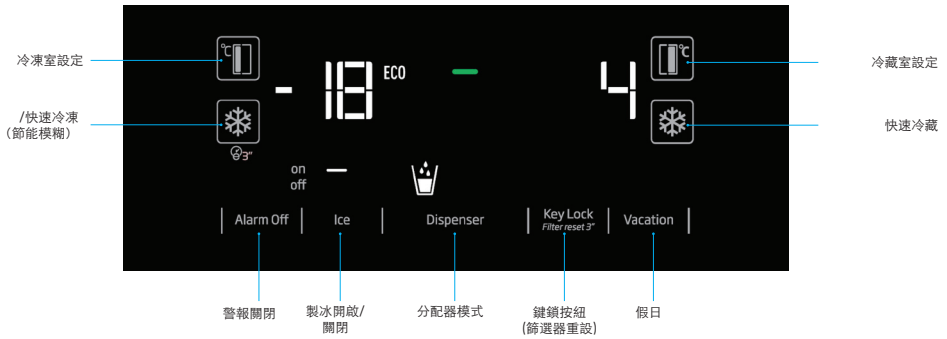 冷凍室設定
/快速冷凍
（節能模糊）
℃
- 18
ECO
4
℃
3"
on
off
Alarm Off
Ice
Dispenser
Key Lock
Filter reset 3"
Vacation
冷藏室設定
快速冷藏
警報關閉
製冰開啟/
關閉
分配器模式
鍵鎖按紐
(篩選器重設)
假日